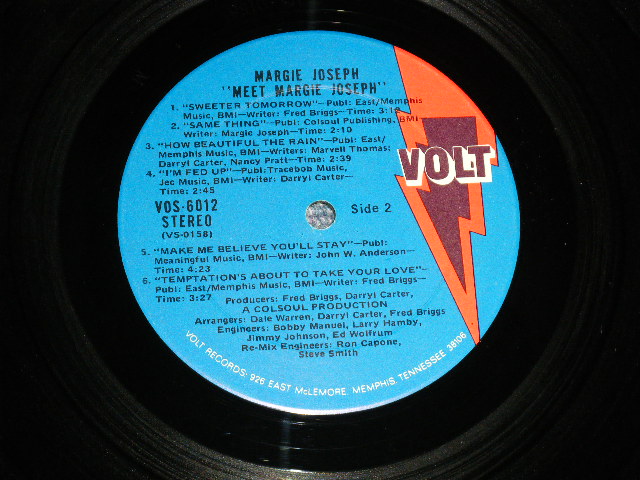 MARGIE JOSEPH
"MEET MARGIE JOSEPH"
1. "SWEETER TOMORROW"—Publ: East/Memphis
Music, BMI—Writer: Fred Briggs—Time: 3:12
2. "SAME THING"—Publ: Colsoul Publishing, BMI
Writer: Margie Joseph—Time: 2:10
3. "HOW BEAUTIFUL THE RAIN"—Publ: East/
Memphis Music, BMI—Writers: Marvell Thomas;
Darryl Carter, Nancy Pratt—Time: 2:39
4. "I'M FED UP"—Publ: Tracebob Music,
Jec Music, BMI—Writer: Darryl Carter—
Time: 2:45
VOLT
VOS-6012
STEREO
(VS-0158)
Side 2
5. "MAKE ME BELIEVE YOU'LL STAY"—Publ:
Meaningful Music, BMI—Writer: John W. Anderson—
Time: 4:23
6. "TEMPTATION'S ABOUT TO TAKE YOUR LOVE"—
Publ: East/Memphis Music, BMI—Writer: Fred Briggs—
Time: 3:27
Producers: Fred Briggs, Darryl Carter,
A COLSOUL PRODUCTION
Arrangers: Dale Warren, Darryl Carter, Fred Briggs
Engineers: Bobby Manuel, Larry Hamby,
Jimmy Johnson, Ed Wolfrum
Re-Mix Engineers: Ron Capone,
Steve Smith
VOLT RECORDS: 926 EAST McLEMORE, MEMPHIS, TENNESSEE 38106